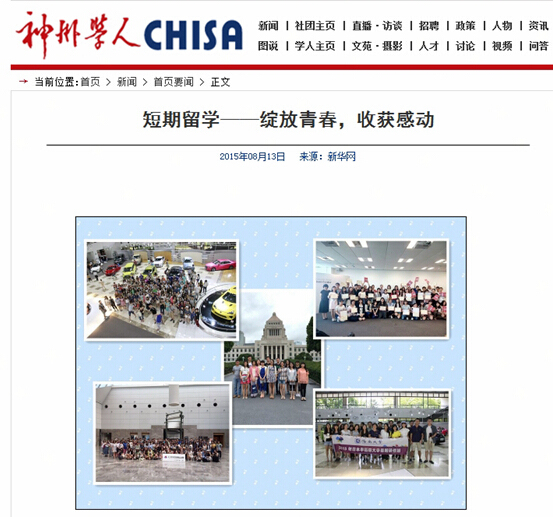 神州学人 CHISA
新闻 | 社团主页 | 直播·访谈 | 招聘 | 政策 | 人物 | 资讯
图说 | 学人主页 | 文苑·摄影 | 人才 | 讨论 | 视频 | 问答
→ 当前位置:首页 > 新闻 > 首页要闻 > 正文
短期留学——绽放青春，收获感动
2015年08月13日 来源：新华网